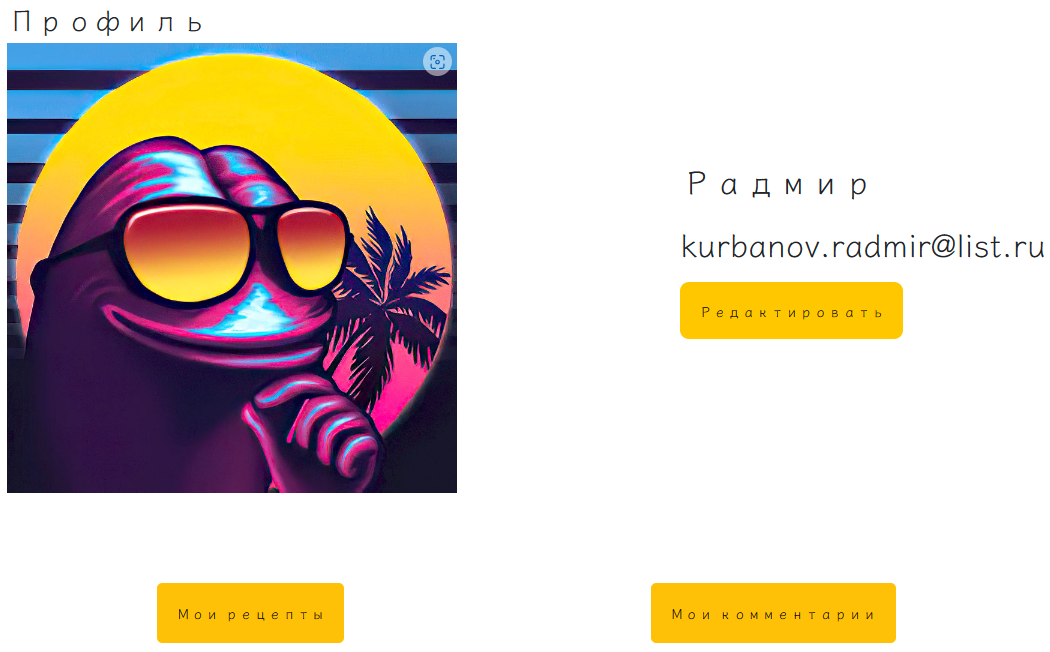 Профиль
Радмир
kurbanov.radmir@list.ru
Редактировать
Мои рецепты
Мои комментарии